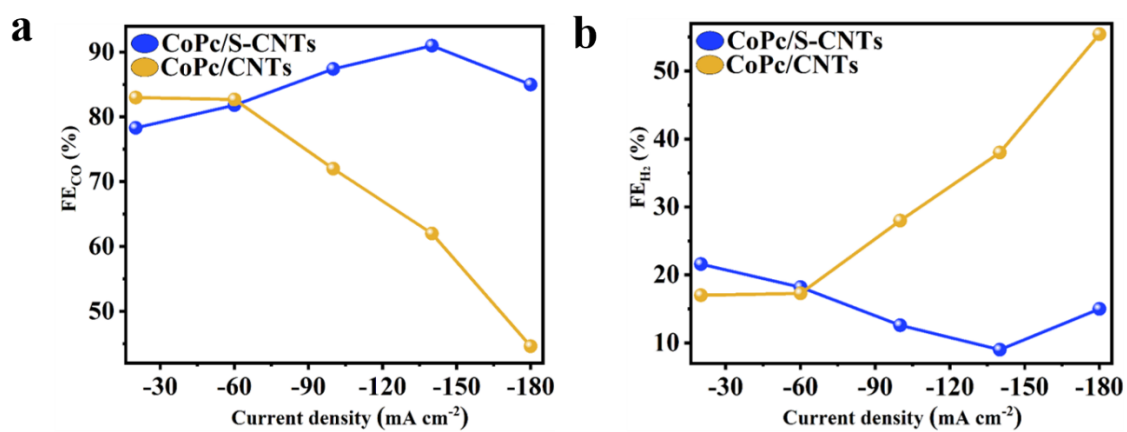 a
CoPc/S-CNTs
CoPc/CNTs
FE_CO (%)
90
80
70
60
50
-30 -60 -90 -120 -150 -180
Current density (mA cm⁻²)
b
CoPc/S-CNTs
CoPc/CNTs
FE_H₂ (%)
50
40
30
20
10
-30 -60 -90 -120 -150 -180
Current density (mA cm⁻²)